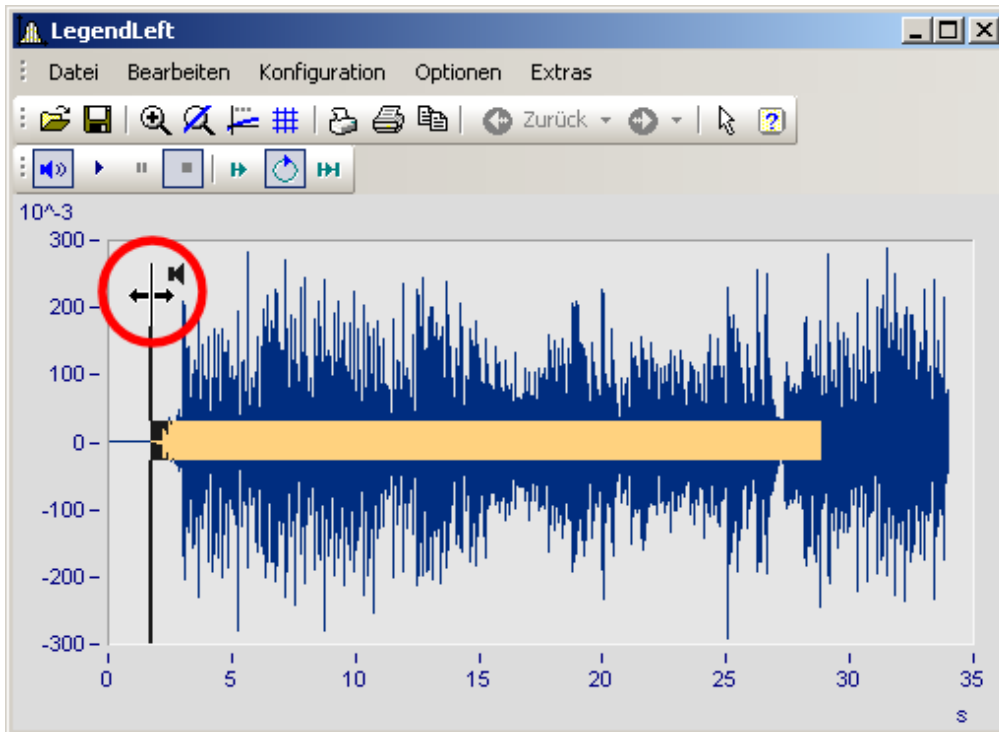 LegendLeft
Datei Bearbeiten Konfiguration Optionen Extras
Zurück
10^-3
300
200
100
0
-100
-200
-300
0 5 10 15 20 25 30 35
s